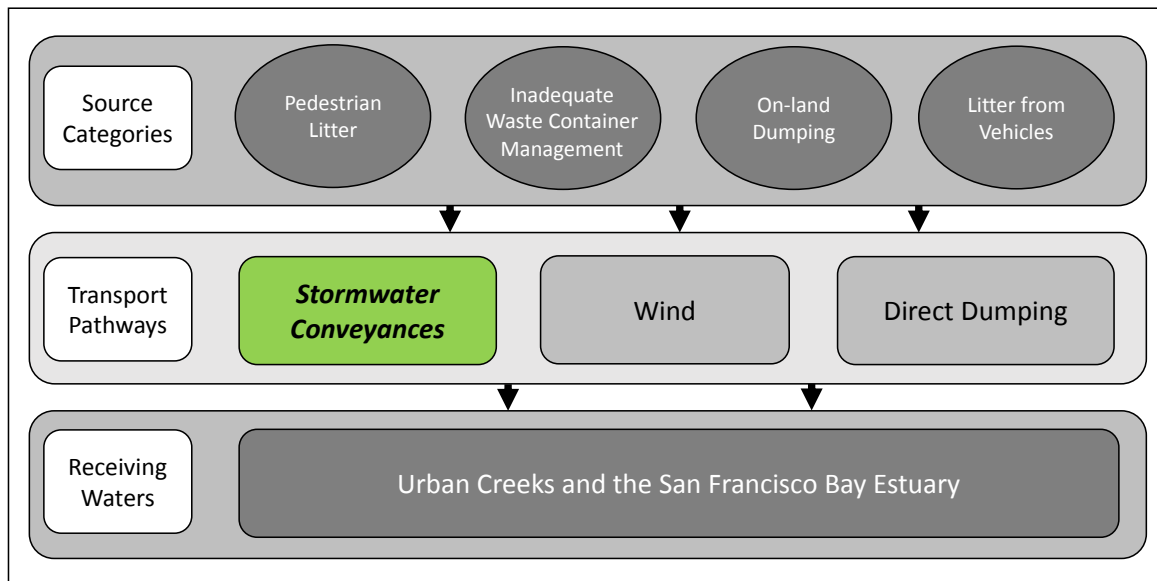 Source
Categories
Pedestrian
Litter
Inadequate
Waste Container
Management
On-land
Dumping
Litter from
Vehicles
Transport
Pathways
Stormwater
Conveyances
Wind
Direct Dumping
Receiving
Waters
Urban Creeks and the San Francisco Bay Estuary